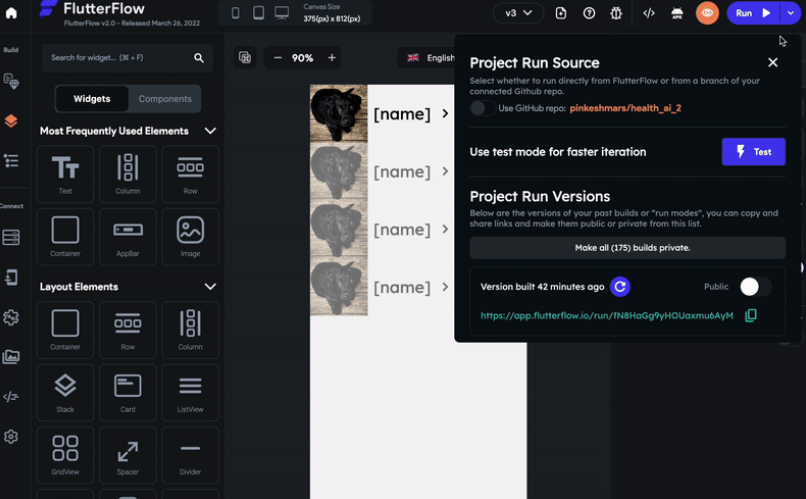 FlutterFlow
FlutterFlow v2.0 - Released March 26, 2022
Canvas Size
375(px) x 812(px)
v3
Run
Build
Search for widget... (⌘ + F)
90%
English
Widgets
Components
Most Frequently Used Elements
Text
Column
Row
Container
AppBar
Image
Connect
Layout Elements
Container
Row
Column
Stack
Card
ListView
GridView
Spacer
Divider
[name]
[name]
[name]
[name]
Project Run Source
Select whether to run directly from FlutterFlow or from a branch of your
connected Github repo.
Use GitHub repo: pinkeshmars/health_ai_2
Use test mode for faster iteration
Test
Project Run Versions
Below are the versions of your past builds or "run modes", you can copy and
share links and make them public or private from this list.
Make all (175) builds private.
Version built 42 minutes ago
Public
https://app.flutterflow.io/run/fN8HaGg9yHOUaxmu6AyM